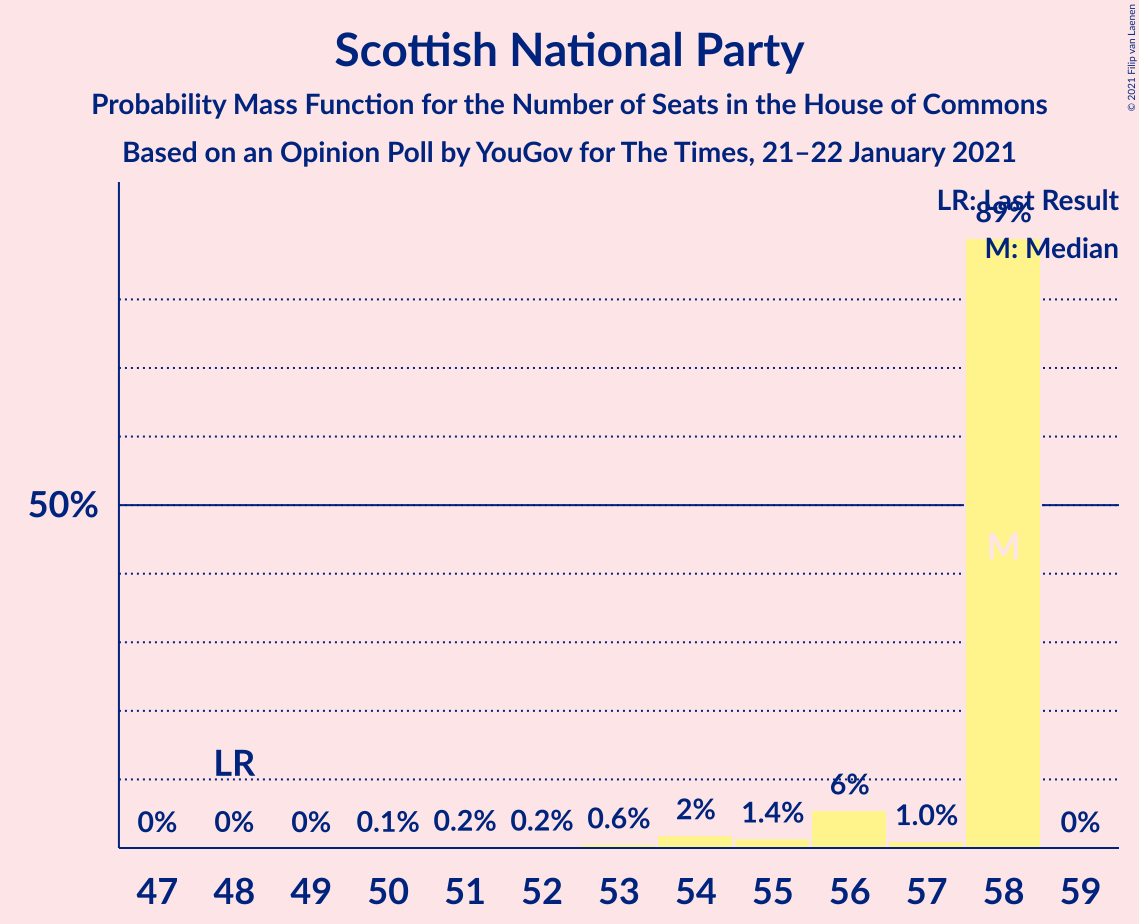 Scottish National Party
Probability Mass Function for the Number of Seats in the House of Commons
Based on an Opinion Poll by YouGov for The Times, 21–22 January 2021
© 2021 Filip van Laenen
LR: Last Result
89%
M: Median
50%
M
LR
0% 0% 0% 0.1% 0.2% 0.2% 0.6% 2% 1.4% 6% 1.0% 0%
47 48 49 50 51 52 53 54 55 56 57 58 59